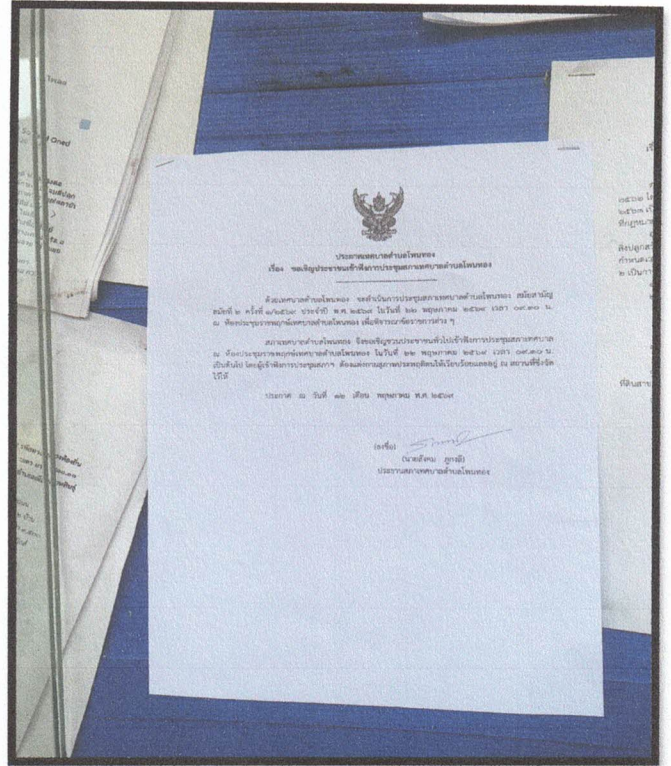 ประกาศเทศบาลตำบลโพนทอง
เรื่อง ขอเชิญประชาชนเข้าฟังการประชุมสภาเทศบาลตำบลโพนทอง
ด้วยเทศบาลตำบลโพนทอง จะดำเนินการประชุมสภาเทศบาลตำบลโพนทอง สมัยสามัญ
สมัยที่ ๒ ครั้งที่ ๑/๒๕๖๙ ประจำปี พ.ศ. ๒๕๖๙ ในวันที่ ๒๒ พฤษภาคม ๒๕๖๙ เวลา ๐๙.๓๐ น.
ณ ห้องประชุมราชพฤกษ์เทศบาลตำบลโพนทอง เพื่อพิจารณาข้อราชการต่าง ๆ
สภาเทศบาลตำบลโพนทอง จึงขอเชิญชวนประชาชนทั่วไปเข้าฟังการประชุมสภาเทศบาล
ณ ห้องประชุมราชพฤกษ์เทศบาลตำบลโพนทอง ในวันที่ ๒๒ พฤษภาคม ๒๕๖๙ เวลา ๐๙.๓๐ น.
เป็นต้นไป โดยผู้เข้าฟังการประชุมสภาฯ ต้องแต่งกายสุภาพประพฤติตนให้เรียบร้อยและอยู่ ณ สถานที่ซึ่งจัด
ไว้ให้
ประกาศ ณ วันที่ ๑๒ เดือน พฤษภาคม พ.ศ. ๒๕๖๙
(ลงชื่อ)
(นายสังคม ภูกงลี)
ประธานสภาเทศบาลตำบลโพนทอง